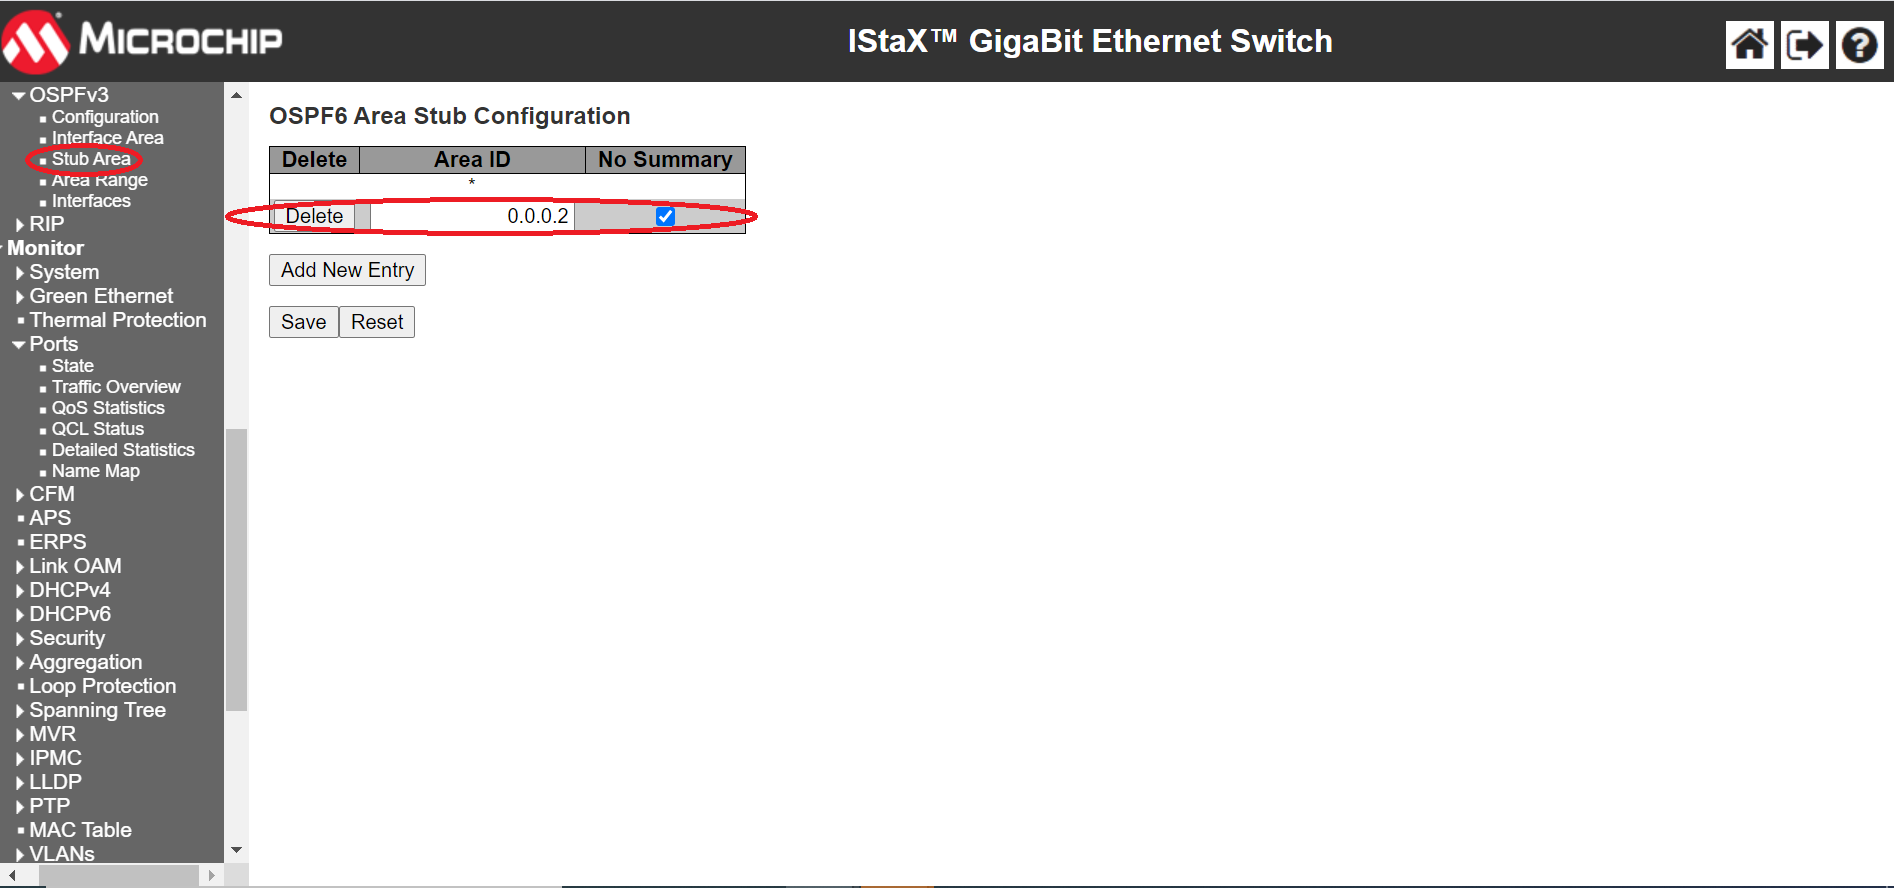 MICROCHIP
IStaX™ GigaBit Ethernet Switch
OSPFv3
Configuration
Interface Area
Stub Area
Area Range
Interfaces
RIP
Monitor
System
Green Ethernet
Thermal Protection
Ports
State
Traffic Overview
QoS Statistics
QCL Status
Detailed Statistics
Name Map
CFM
APS
ERPS
Link OAM
DHCPv4
DHCPv6
Security
Aggregation
Loop Protection
Spanning Tree
MVR
IPMC
LLDP
PTP
MAC Table
VLANs
OSPF6 Area Stub Configuration
Delete Area ID No Summary
*
Delete 0.0.0.2
Add New Entry
Save Reset